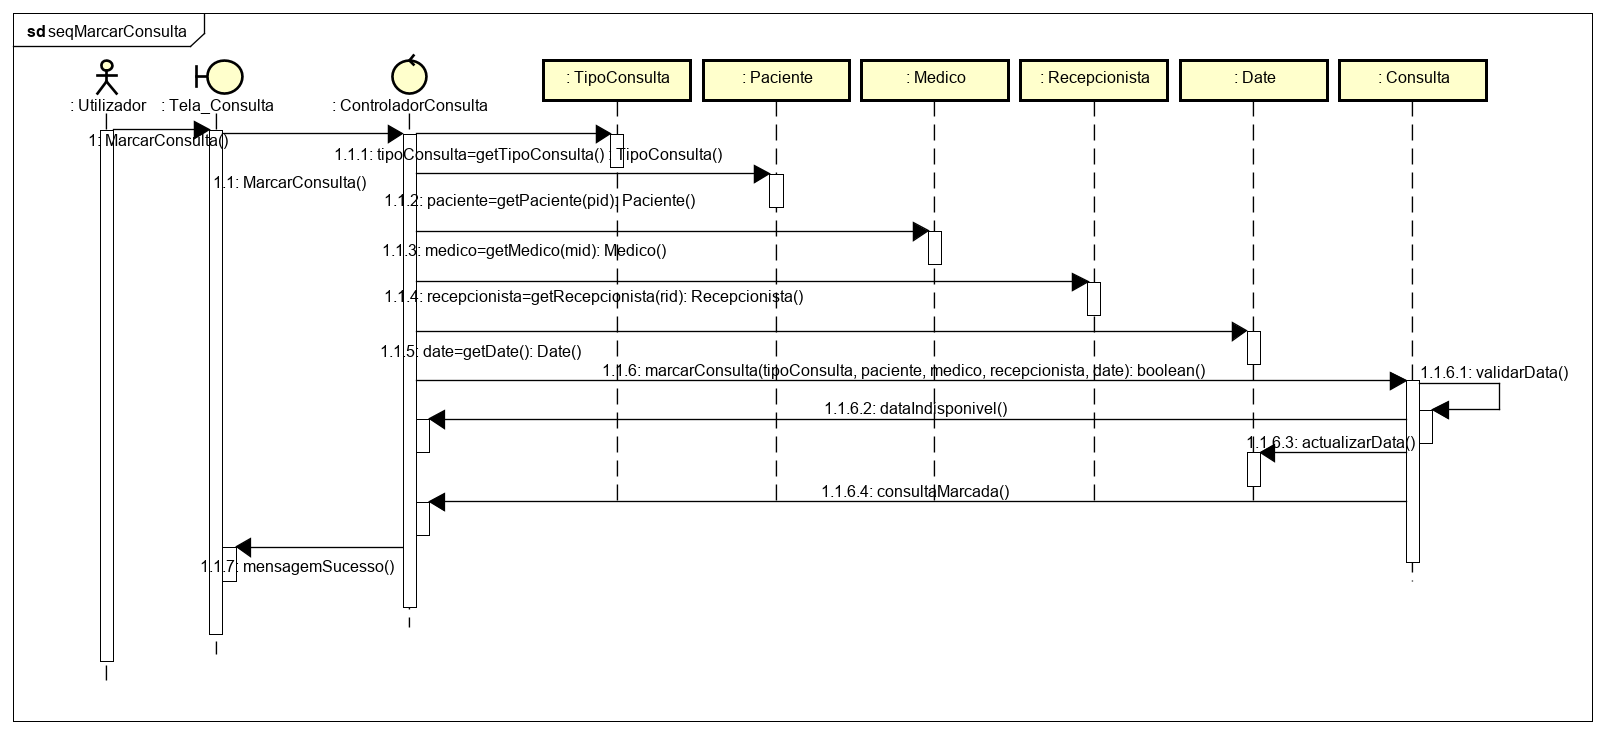 sd seqMarcarConsulta
: Utilizador
: Tela_Consulta
: ControladorConsulta
: TipoConsulta
: Paciente
: Medico
: Recepcionista
: Date
: Consulta
1: MarcarConsulta()
1.1: MarcarConsulta()
1.1.1: tipoConsulta=getTipoConsulta() : TipoConsulta()
1.1.2: paciente=getPaciente(pid): Paciente()
1.1.3: medico=getMedico(mid): Medico()
1.1.4: recepcionista=getRecepcionista(rid): Recepcionista()
1.1.5: date=getDate(): Date()
1.1.6: marcarConsulta(tipoConsulta, paciente, medico, recepcionista, date): boolean()
1.1.6.1: validarData()
1.1.6.2: dataIndisponivel()
1.1.6.3: actualizarData()
1.1.6.4: consultaMarcada()
1.1.7: mensagemSucesso()